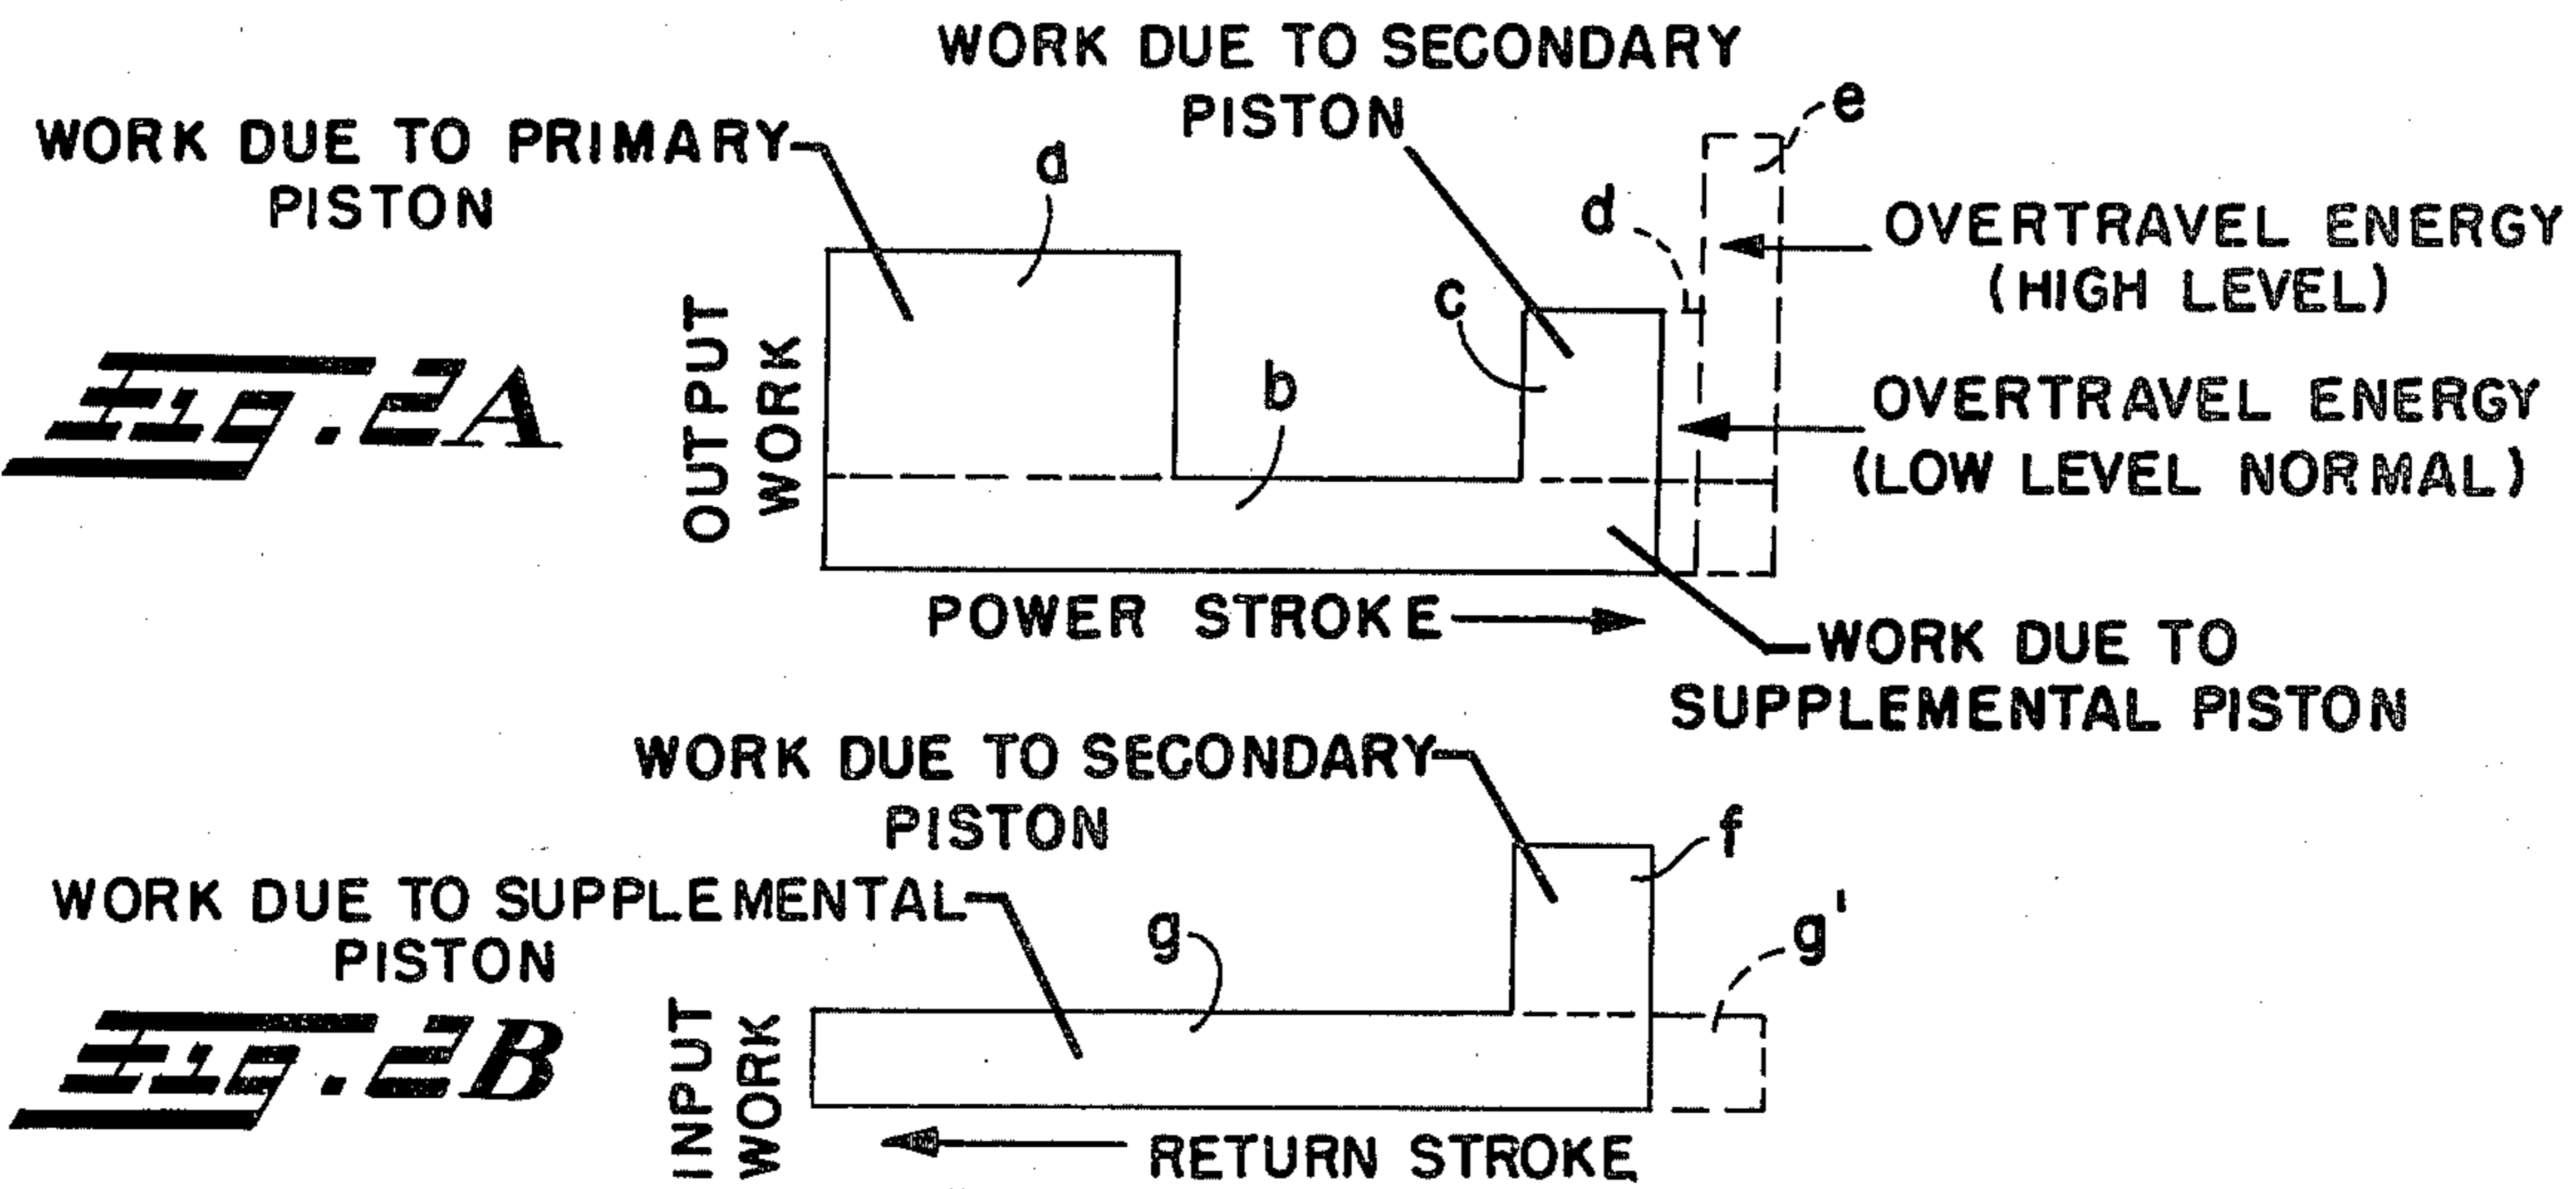 WORK DUE TO SECONDARY
PISTON
WORK DUE TO PRIMARY
PISTON
a
e
d
OVERTRAVEL ENERGY
(HIGH LEVEL)
c
b
OVERTRAVEL ENERGY
(LOW LEVEL NORMAL)
OUTPUT
WORK
FIG. 2A
POWER STROKE
WORK DUE TO
SUPPLEMENTAL PISTON
WORK DUE TO SECONDARY
PISTON
f
WORK DUE TO SUPPLEMENTAL
PISTON
g
g'
INPUT
WORK
FIG. 2B
RETURN STROKE